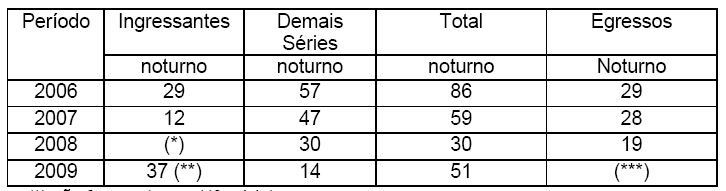 Período Ingressantes Demais Séries Total Egressos
noturno noturno noturno Noturno
2006 29 57 86 29
2007 12 47 59 28
2008 (*) 30 30 19
2009 37 (**) 14 51 (***)